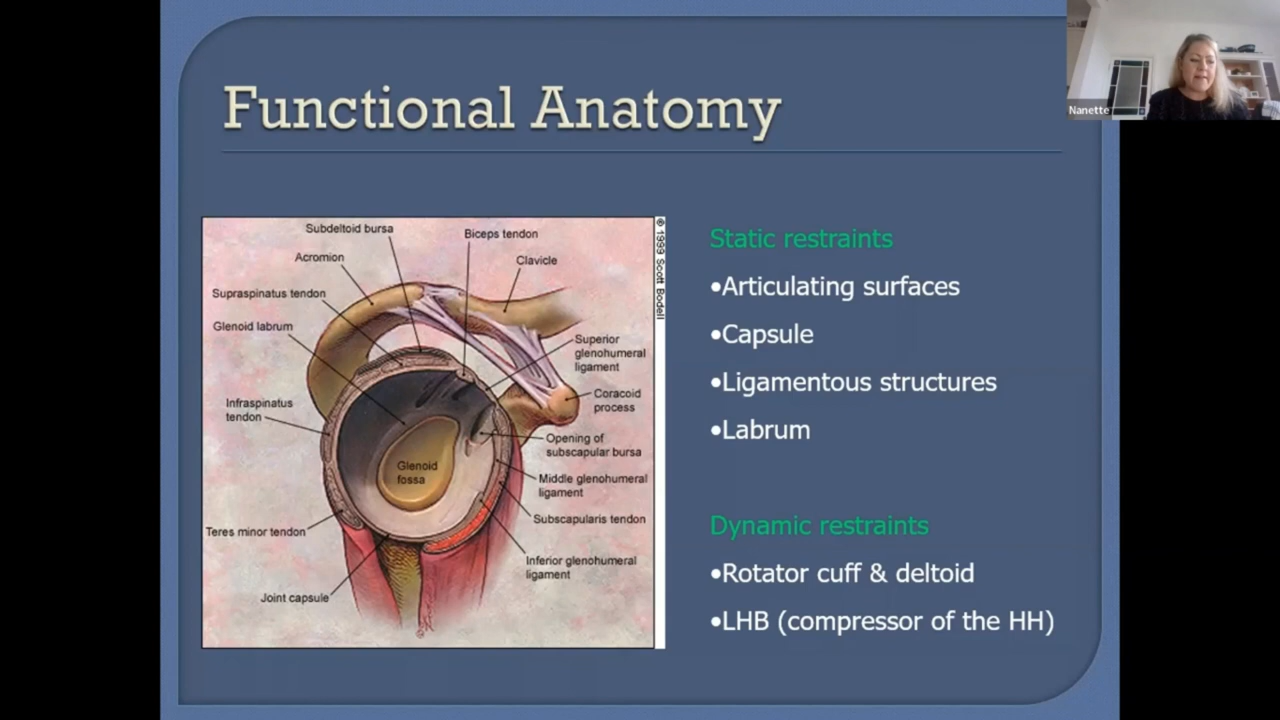 Functional Anatomy
Nanette
Subdeltoid bursa
Biceps tendon
Acromion
Clavicle
Supraspinatus tendon
Glenoid labrum
Superior
glenohumeral
ligament
Coracoid
process
Infraspinatus
tendon
Opening of
subscapular bursa
Glenoid
fossa
Middle glenohumeral
ligament
Subscapularis tendon
Teres minor tendon
Inferior glenohumeral
ligament
Joint capsule
© 1999 Scott Bodell
Static restraints
•Articulating surfaces
•Capsule
•Ligamentous structures
•Labrum
Dynamic restraints
•Rotator cuff & deltoid
•LHB (compressor of the HH)